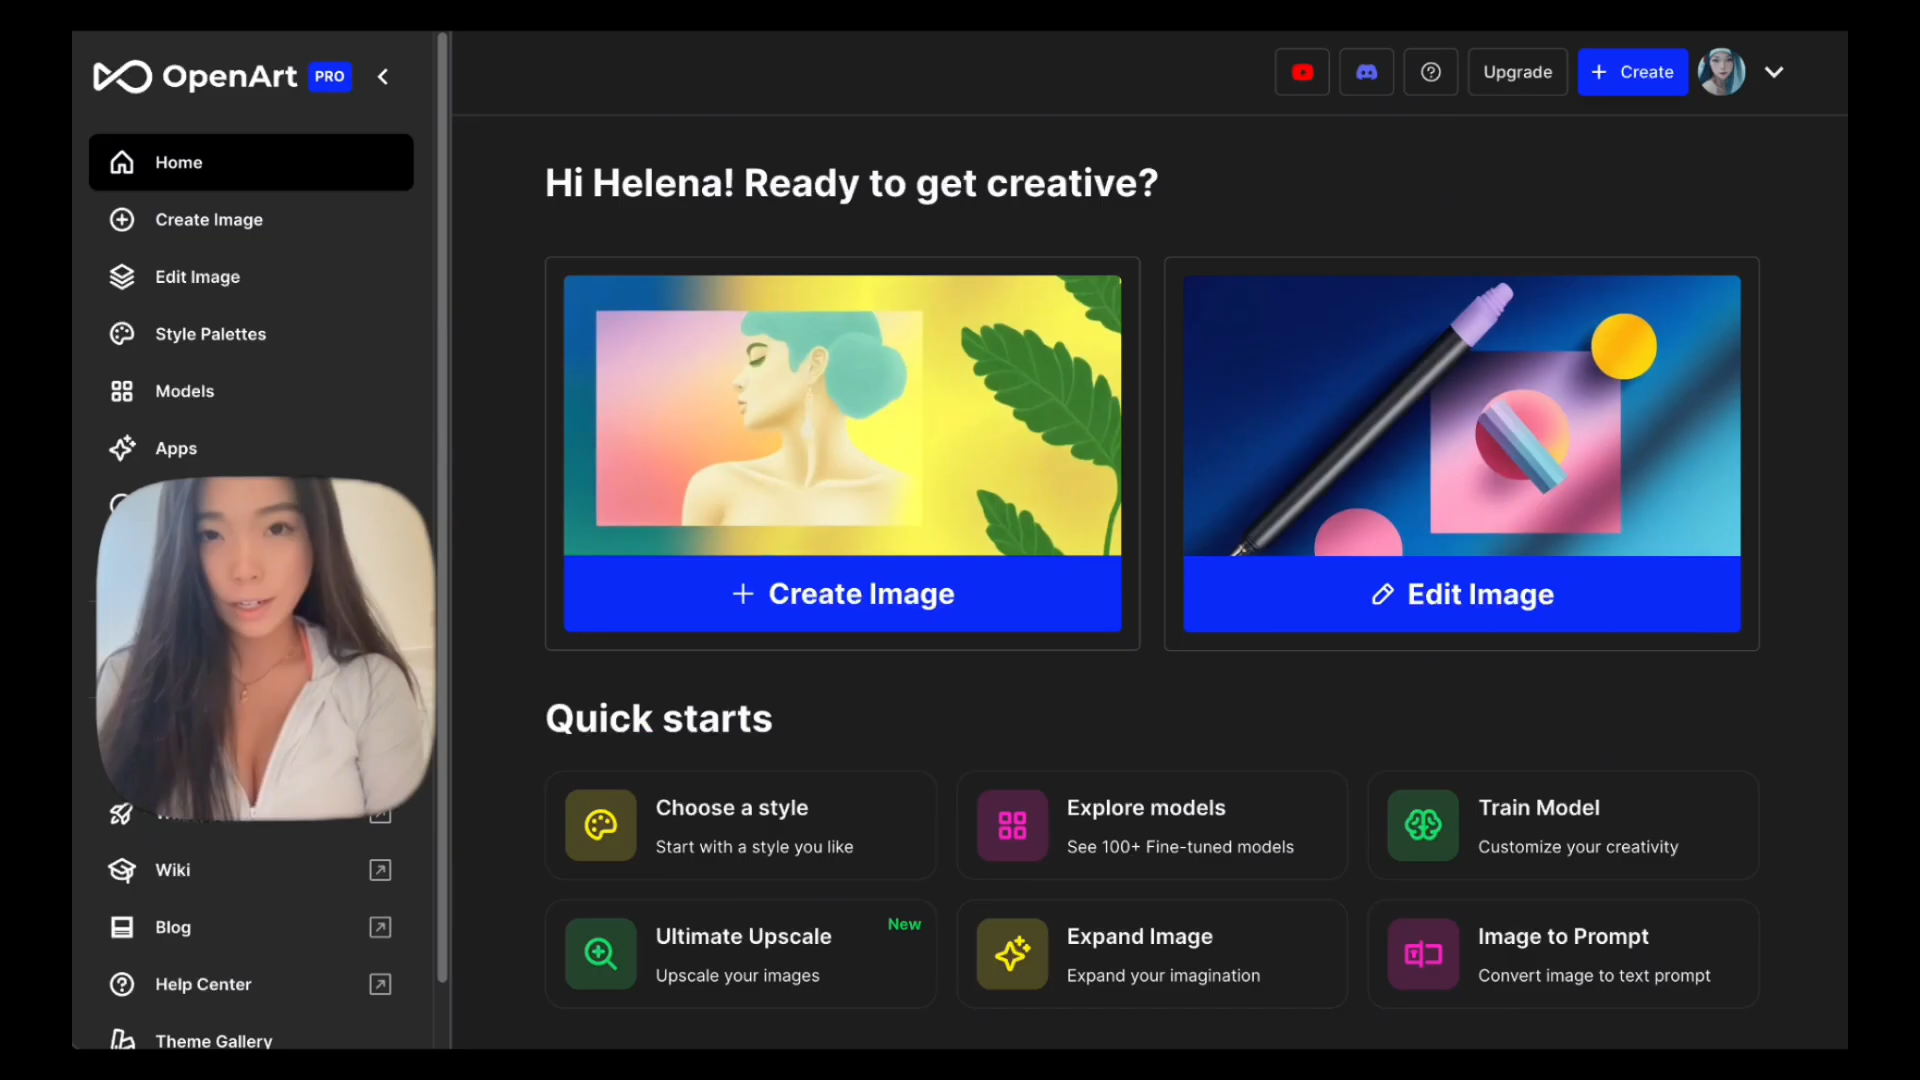 OpenArt PRO
Home
Create Image
Edit Image
Style Palettes
Models
Apps
Wiki
Blog
Help Center
Theme Gallery
Upgrade
+ Create
Hi Helena! Ready to get creative?
+ Create Image
Edit Image
Quick starts
Choose a style
Start with a style you like
Explore models
See 100+ Fine-tuned models
Train Model
Customize your creativity
Ultimate Upscale
New
Upscale your images
Expand Image
Expand your imagination
Image to Prompt
Convert image to text prompt